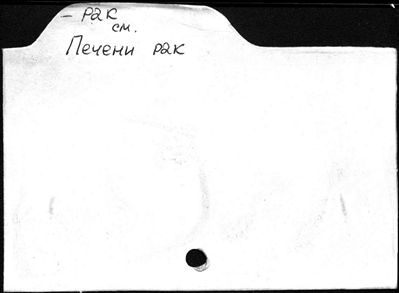 – рак
см.
Печени рак